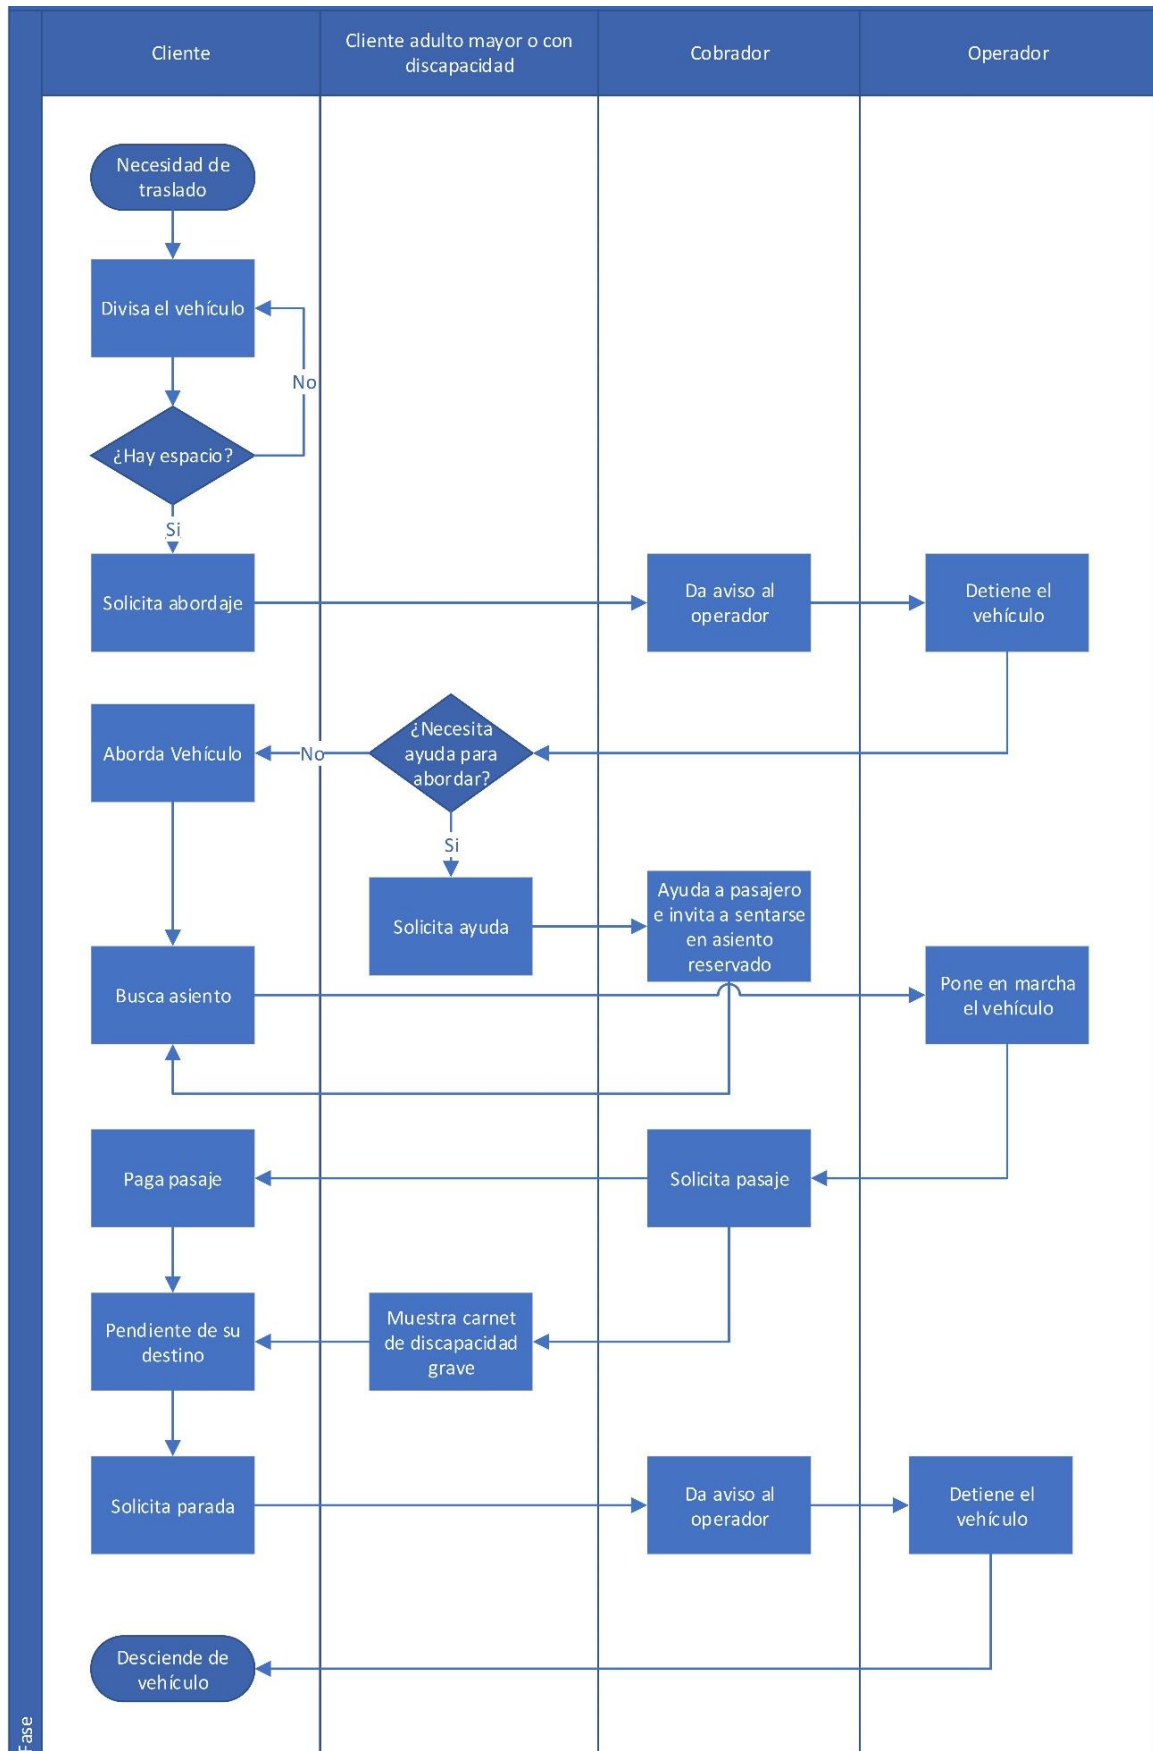 Cliente
Cliente adulto mayor o con
discapacidad
Cobrador
Operador
Necesidad de
traslado
Divisa el vehículo
No
¿Hay espacio?
Si
Solicita abordaje
Da aviso al
operador
Detiene el
vehículo
Aborda Vehículo
No
¿Necesita
ayuda para
abordar?
Si
Solicita ayuda
Ayuda a pasajero
e invita a sentarse
en asiento
reservado
Busca asiento
Pone en marcha
el vehículo
Paga pasaje
Solicita pasaje
Pendiente de su
destino
Muestra carnet
de discapacidad
grave
Solicita parada
Da aviso al
operador
Detiene el
vehículo
Desciende de
vehículo
Fase